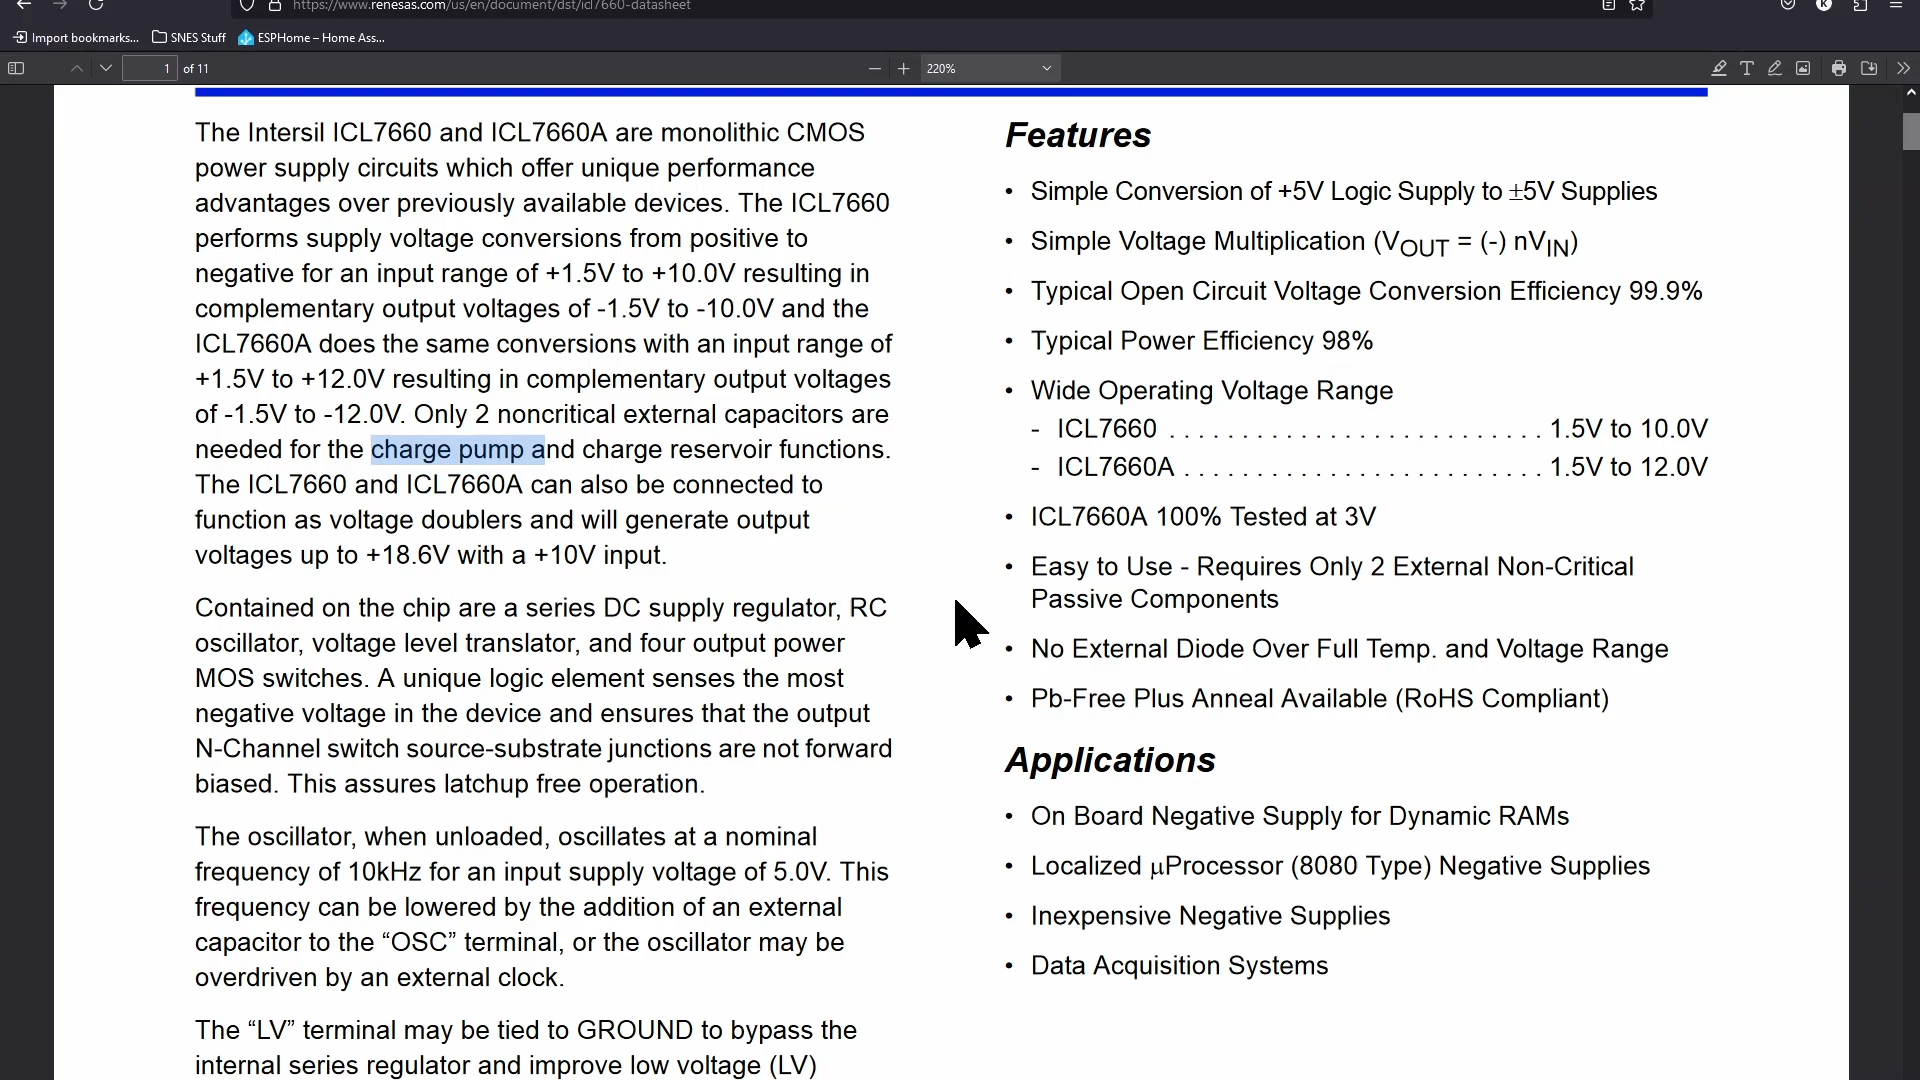 https://www.renesas.com/us/en/document/dst/icl7660-datasheet
Import bookmarks...
SNES Stuff
ESPHome – Home Ass...
1
of 11
220%
The Intersil ICL7660 and ICL7660A are monolithic CMOS
power supply circuits which offer unique performance
advantages over previously available devices. The ICL7660
performs supply voltage conversions from positive to
negative for an input range of +1.5V to +10.0V resulting in
complementary output voltages of -1.5V to -10.0V and the
ICL7660A does the same conversions with an input range of
+1.5V to +12.0V resulting in complementary output voltages
of -1.5V to -12.0V. Only 2 noncritical external capacitors are
needed for the charge pump and charge reservoir functions.
The ICL7660 and ICL7660A can also be connected to
function as voltage doublers and will generate output
voltages up to +18.6V with a +10V input.
Contained on the chip are a series DC supply regulator, RC
oscillator, voltage level translator, and four output power
MOS switches. A unique logic element senses the most
negative voltage in the device and ensures that the output
N-Channel switch source-substrate junctions are not forward
biased. This assures latchup free operation.
The oscillator, when unloaded, oscillates at a nominal
frequency of 10kHz for an input supply voltage of 5.0V. This
frequency can be lowered by the addition of an external
capacitor to the “OSC” terminal, or the oscillator may be
overdriven by an external clock.
The “LV” terminal may be tied to GROUND to bypass the
internal series regulator and improve low voltage (LV)
Features
• Simple Conversion of +5V Logic Supply to ±5V Supplies
• Simple Voltage Multiplication (VOUT = (-) nVIN)
• Typical Open Circuit Voltage Conversion Efficiency 99.9%
• Typical Power Efficiency 98%
• Wide Operating Voltage Range
- ICL7660 . . . . . . . . . . . . . . . . . . . . . . . . . . . 1.5V to 10.0V
- ICL7660A . . . . . . . . . . . . . . . . . . . . . . . . . . 1.5V to 12.0V
• ICL7660A 100% Tested at 3V
• Easy to Use - Requires Only 2 External Non-Critical
Passive Components
• No External Diode Over Full Temp. and Voltage Range
• Pb-Free Plus Anneal Available (RoHS Compliant)
Applications
• On Board Negative Supply for Dynamic RAMs
• Localized µProcessor (8080 Type) Negative Supplies
• Inexpensive Negative Supplies
• Data Acquisition Systems